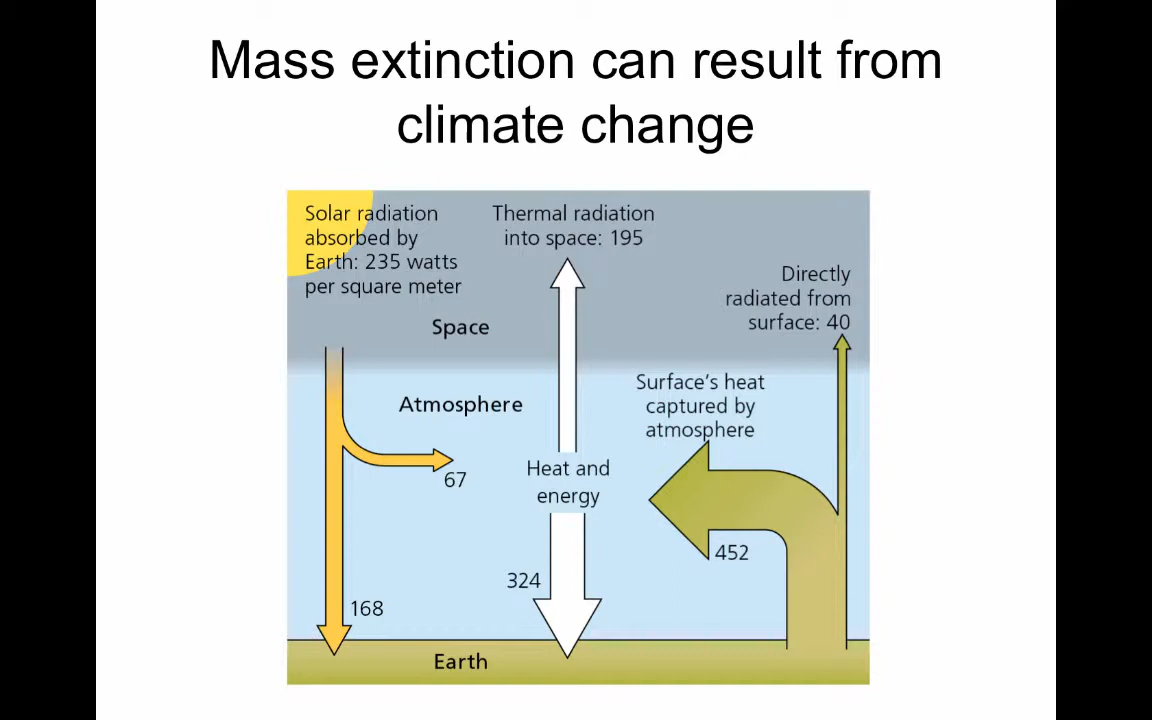 Mass extinction can result from
climate change
Solar radiation
absorbed by
Earth: 235 watts
per square meter
Thermal radiation
into space: 195
Directly
radiated from
surface: 40
Space
Atmosphere
Surface's heat
captured by
atmosphere
67
Heat and
energy
452
324
168
Earth